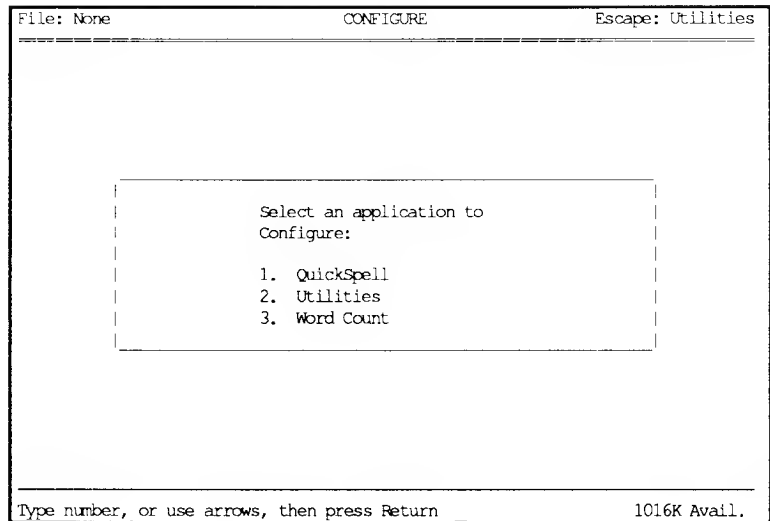 File: None CONFIGURE Escape: Utilities
Select an application to
Configure:
1. QuickSpell
2. Utilities
3. Word Count
Type number, or use arrows, then press Return 1016K Avail.